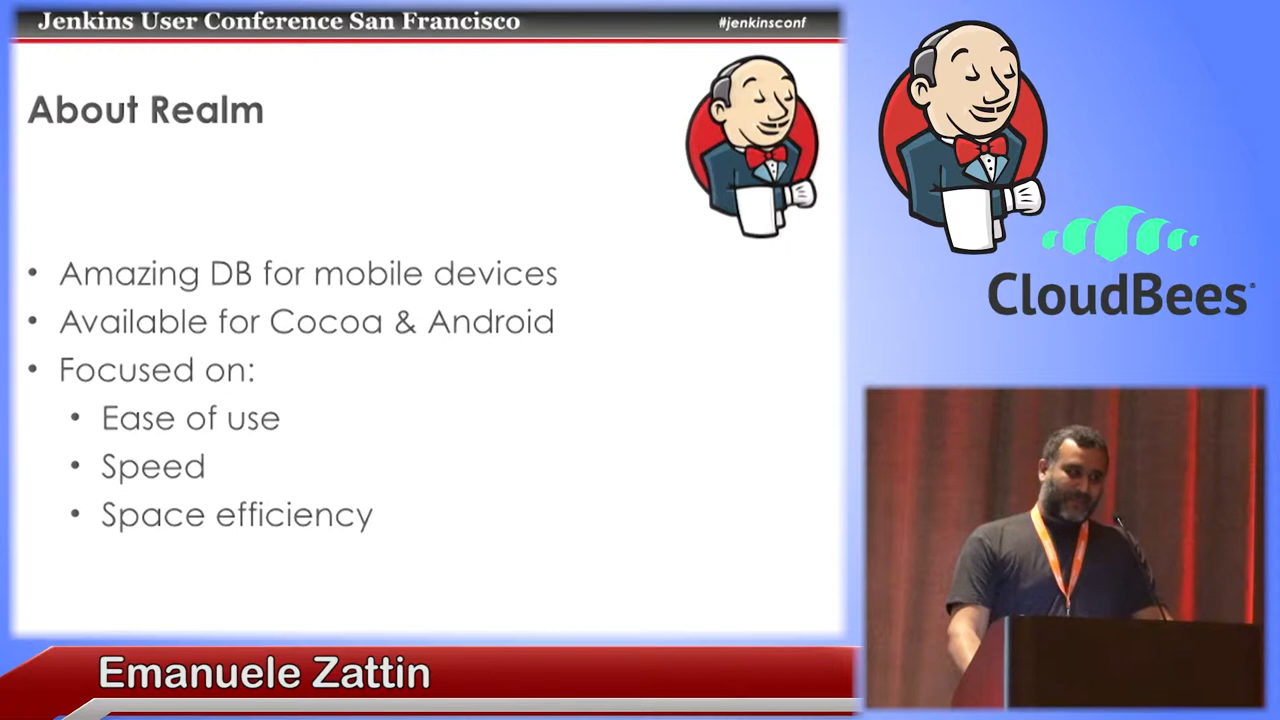 Jenkins User Conference San Francisco
#jenkinsconf
About Realm
• Amazing DB for mobile devices
• Available for Cocoa & Android
• Focused on:
• Ease of use
• Speed
• Space efficiency
CloudBees
Emanuele Zattin